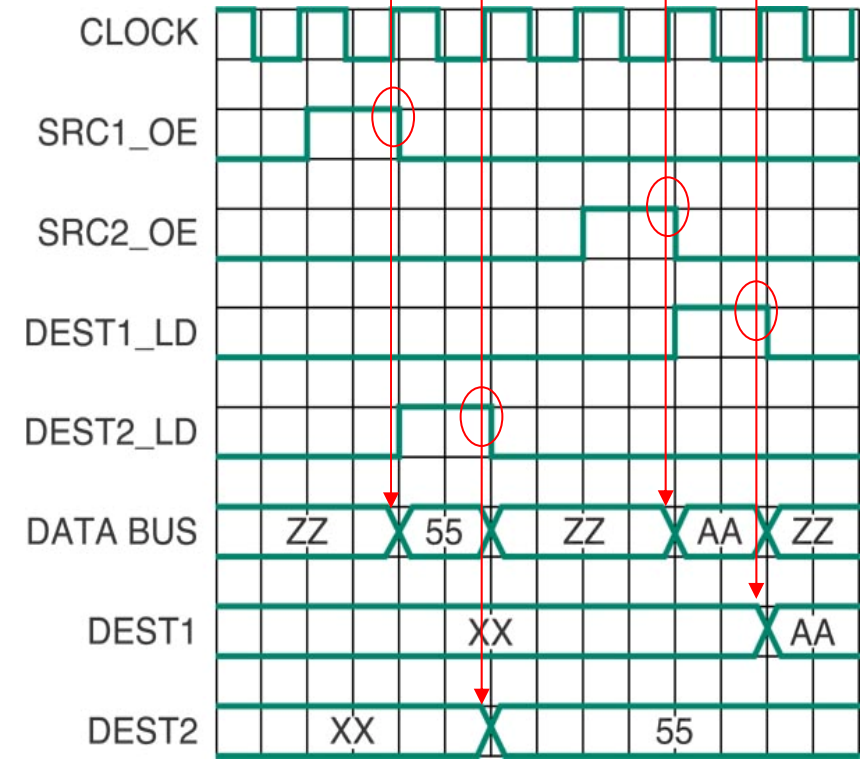 CLOCK
SRC1_OE
SRC2_OE
DEST1_LD
DEST2_LD
DATA BUS ZZ 55 ZZ AA ZZ
DEST1 XX AA
DEST2 XX 55